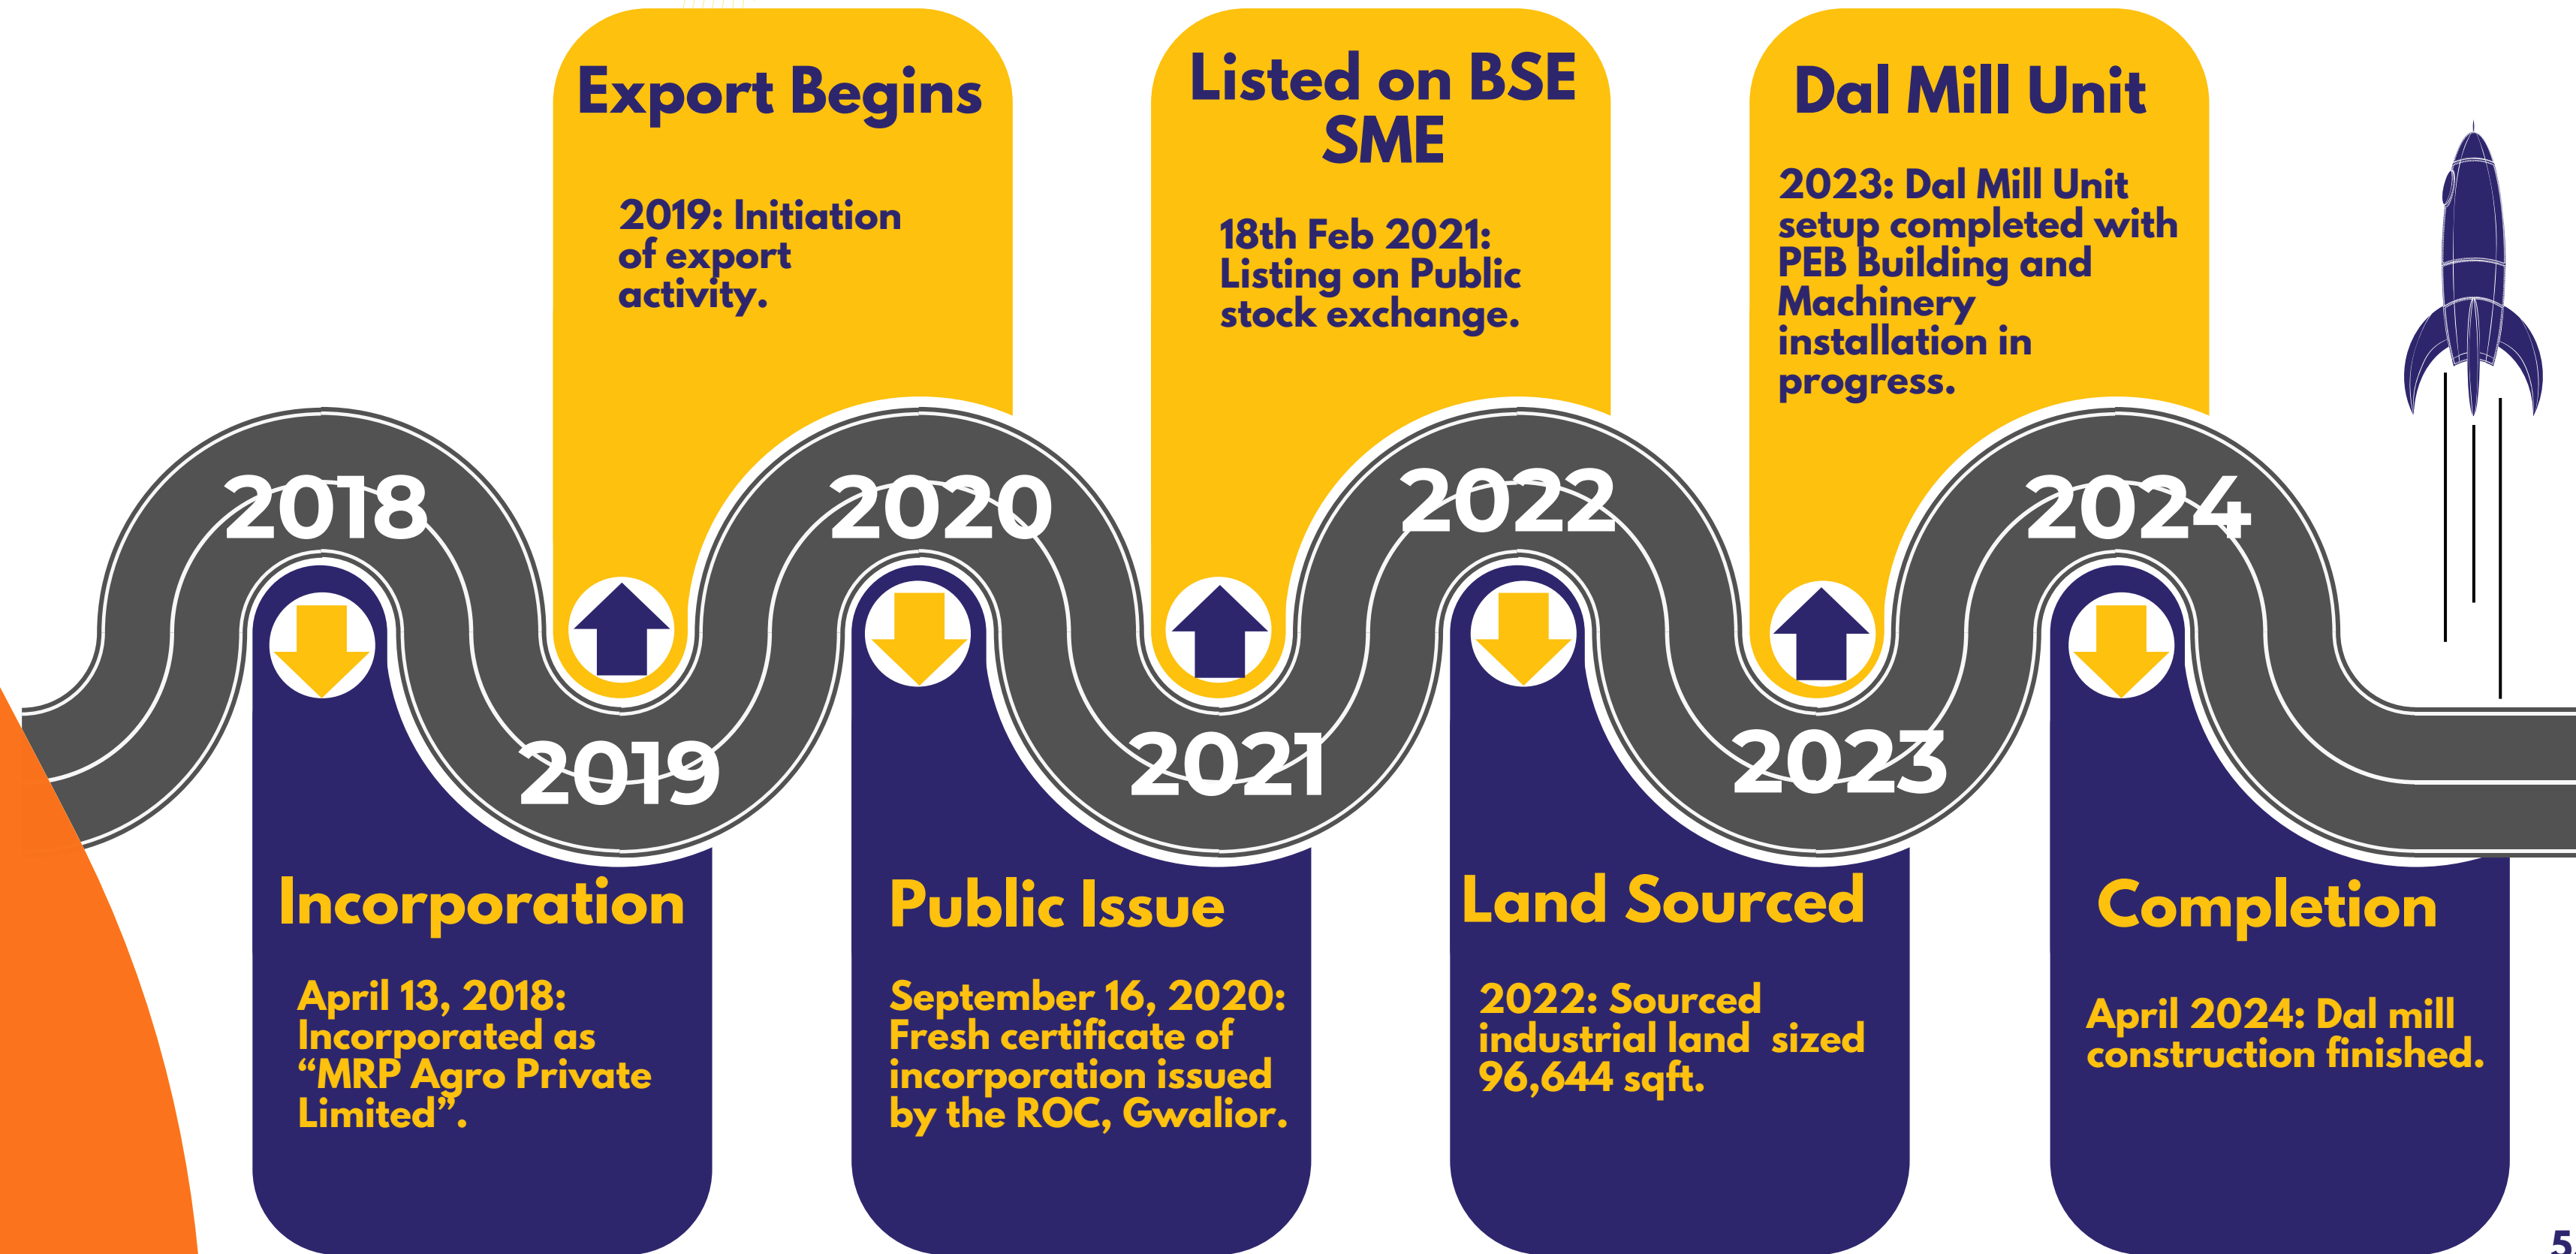 Export Begins
2019: Initiation
of export
activity.
Listed on BSE
SME
18th Feb 2021:
Listing on Public
stock exchange.
Dal Mill Unit
2023: Dal Mill Unit
setup completed with
PEB Building and
Machinery
installation in
progress.
2018
2019
2020
2021
2022
2023
2024
Incorporation
April 13, 2018:
Incorporated as
“MRP Agro Private
Limited”.
Public Issue
September 16, 2020:
Fresh certificate of
incorporation issued
by the ROC, Gwalior.
Land Sourced
2022: Sourced
industrial land  sized
96,644 sqft.
Completion
April 2024: Dal mill
construction finished.
5